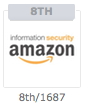 8TH
information security
amazon
8th/1687